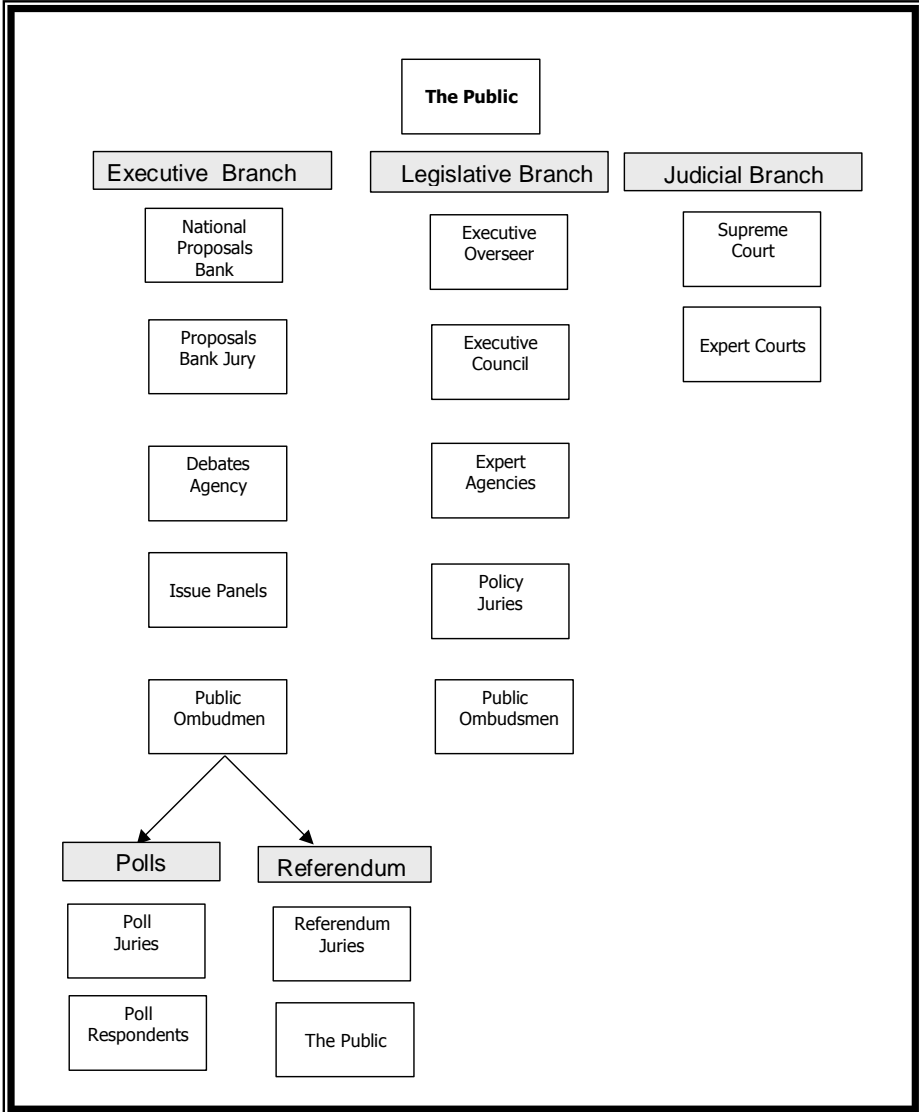 The Public
Executive Branch
Legislative Branch
Judicial Branch
National
Proposals
Bank
Executive
Overseer
Supreme
Court
Proposals
Bank Jury
Executive
Council
Expert Courts
Debates
Agency
Expert
Agencies
Issue Panels
Policy
Juries
Public
Ombudmen
Public
Ombudsmen
Polls
Referendum
Poll
Juries
Referendum
Juries
Poll
Respondents
The Public